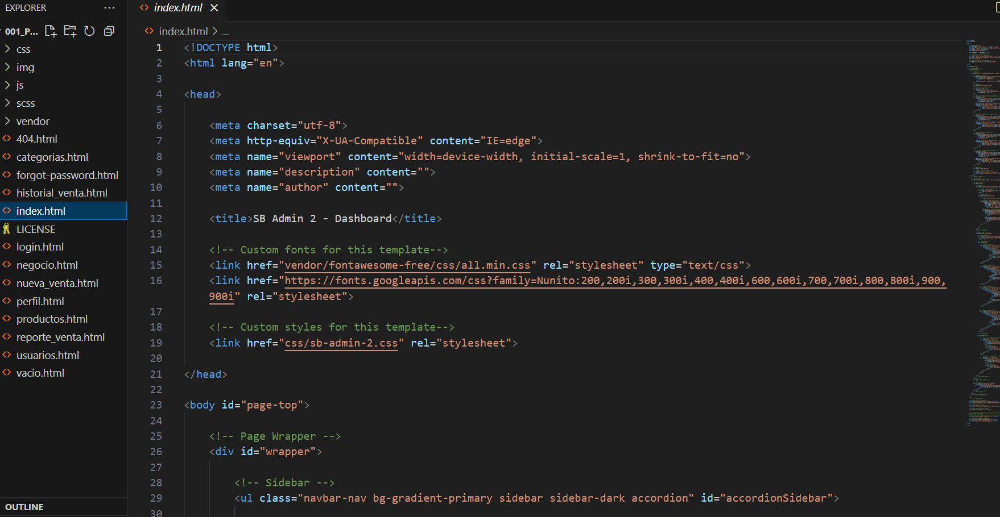 EXPLORER
...
001_P...
css
img
js
scss
vendor
404.html
categorias.html
forgot-password.html
historial_venta.html
index.html
LICENSE
login.html
negocio.html
nueva_venta.html
perfil.html
productos.html
reporte_venta.html
usuarios.html
vacio.html
OUTLINE
index.html
index.html > ...
1 <!DOCTYPE html>
2 <html lang="en">
3
4 <head>
5
6 <meta charset="utf-8">
7 <meta http-equiv="X-UA-Compatible" content="IE=edge">
8 <meta name="viewport" content="width=device-width, initial-scale=1, shrink-to-fit=no">
9 <meta name="description" content="">
10 <meta name="author" content="">
11
12 <title>SB Admin 2 - Dashboard</title>
13
14 <!-- Custom fonts for this template-->
15 <link href="vendor/fontawesome-free/css/all.min.css" rel="stylesheet" type="text/css">
16 <link href="https://fonts.googleapis.com/css?family=Nunito:200,200i,300,300i,400,400i,600,600i,700,700i,800,800i,900,
900i" rel="stylesheet">
17
18 <!-- Custom styles for this template-->
19 <link href="css/sb-admin-2.css" rel="stylesheet">
20
21 </head>
22
23 <body id="page-top">
24
25 <!-- Page Wrapper -->
26 <div id="wrapper">
27
28 <!-- Sidebar -->
29 <ul class="navbar-nav bg-gradient-primary sidebar sidebar-dark accordion" id="accordionSidebar">
30